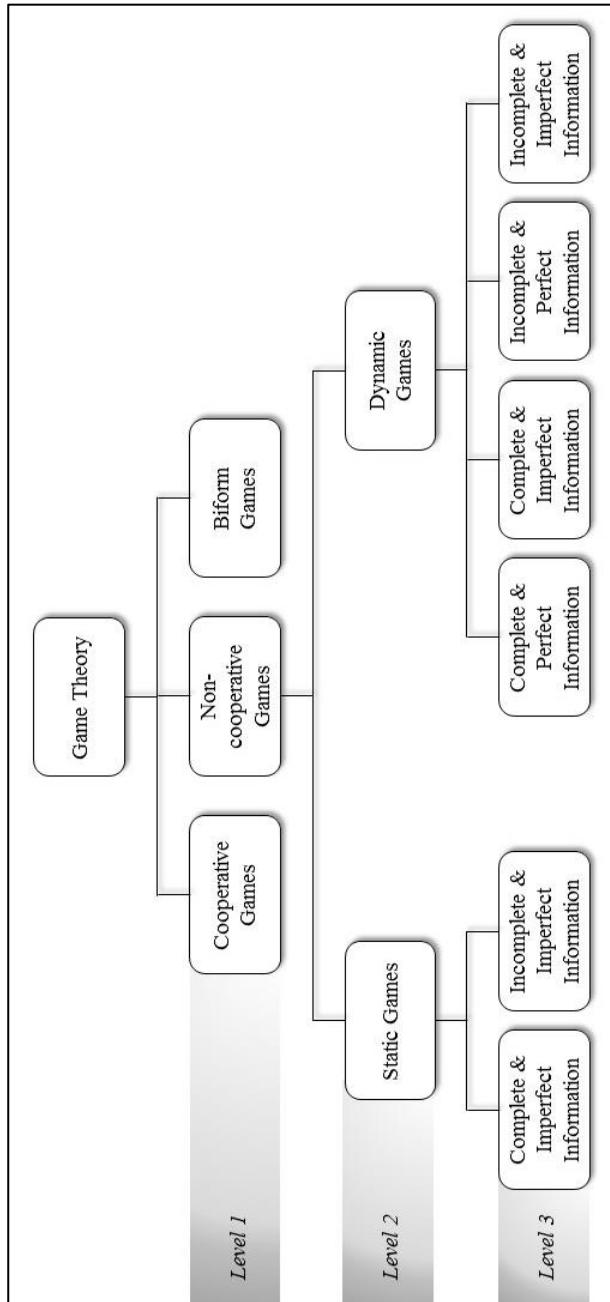 Game Theory
Level 1
Cooperative
Games
Non-
cooperative
Games
Biform
Games
Level 2
Static Games
Dynamic
Games
Level 3
Complete &
Imperfect
Information
Incomplete &
Imperfect
Information
Complete &
Perfect
Information
Complete &
Imperfect
Information
Incomplete &
Perfect
Information
Incomplete &
Imperfect
Information